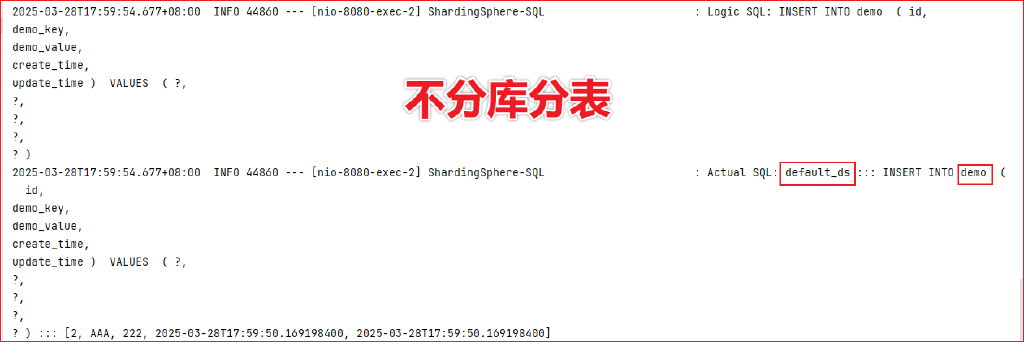 2025-03-28T17:59:54.677+08:00  INFO 44860 --- [nio-8080-exec-2] ShardingSphere-SQL                       : Logic SQL: INSERT INTO demo  ( id,
demo_key,
demo_value,
create_time,
update_time )  VALUES  ( ?,
不分库分表
?,
?,
?,
? )
2025-03-28T17:59:54.677+08:00  INFO 44860 --- [nio-8080-exec-2] ShardingSphere-SQL                       : Actual SQL: default_ds ::: INSERT INTO demo  (
  id,
demo_key,
demo_value,
create_time,
update_time )  VALUES  ( ?,
?,
?,
?,
? ) ::: [2, AAA, 222, 2025-03-28T17:59:50.169198400, 2025-03-28T17:59:50.169198400]